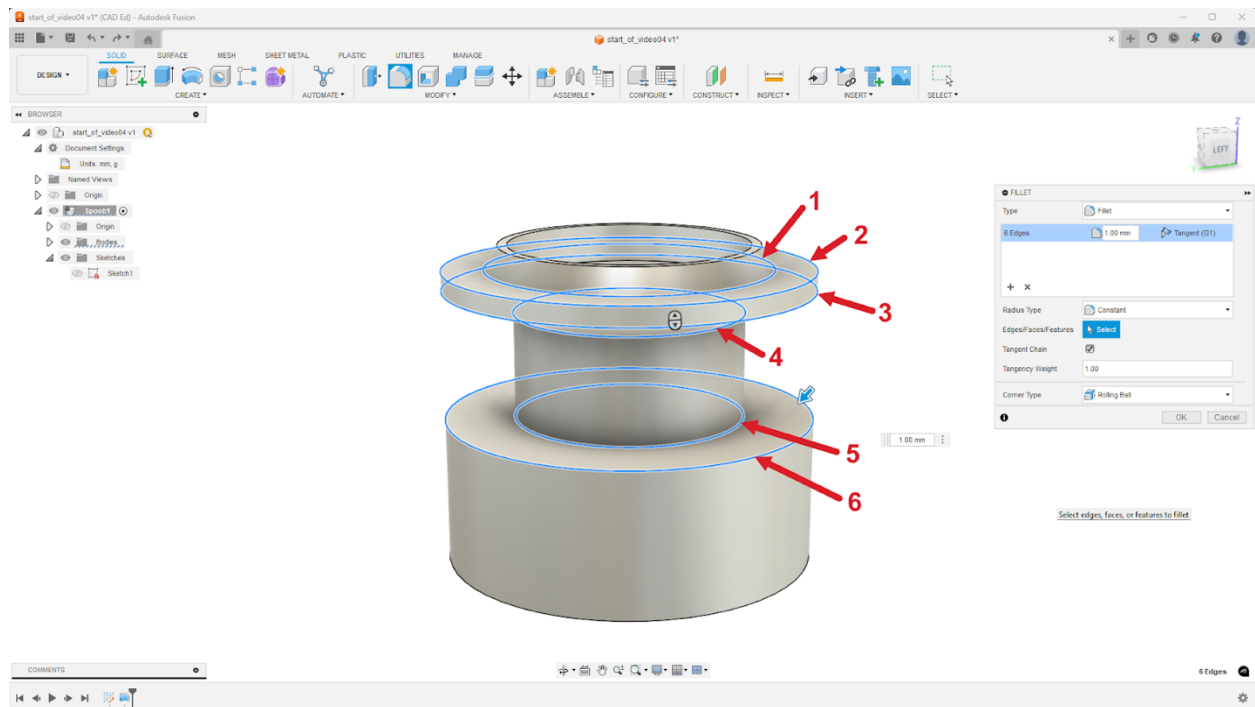 start_of_video04 v1* (CAD Ed) - Autodesk Fusion
start_of_video04 v1*
SOLID SURFACE MESH SHEET METAL PLASTIC UTILITIES MANAGE
DESIGN
CREATE AUTOMATE MODIFY ASSEMBLE CONFIGURE CONSTRUCT INSPECT INSERT SELECT
BROWSER
start_of_video04 v1
Document Settings
Units: mm, g
Named Views
Origin
Spool:1
Origin
Bodies
Sketches
Sketch1
Z
LEFT
Y
FILLET
Type Fillet
6 Edges 1.00 mm Tangent (G1)
Radius Type Constant
Edges/Faces/Features Select
Tangent Chain
Tangency Weight 1.00
Corner Type Rolling Ball
OK Cancel
1
2
3
4
5
6
1.00 mm
Select edges, faces, or features to fillet
COMMENTS
6 Edges